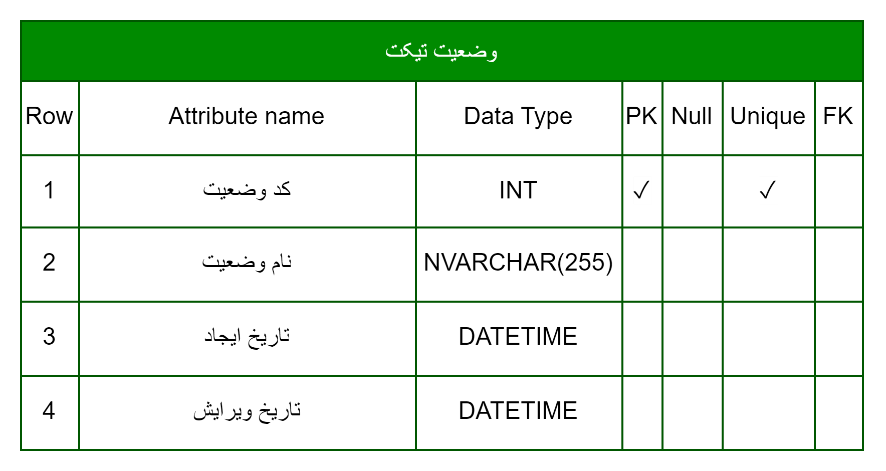 وضعیت تیکت
Row Attribute name Data Type PK Null Unique FK
1 کد وضعیت INT ✓ ✓
2 نام وضعیت NVARCHAR(255)
3 تاریخ ایجاد DATETIME
4 تاریخ ویرایش DATETIME